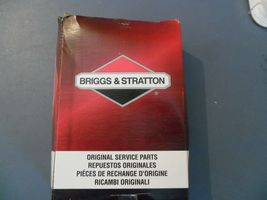 BRIGGS & STRATTON
®
ORIGINAL SERVICE PARTS
REPUESTOS ORIGINALES
PIÈCES DE RECHANGE D'ORIGINE
RICAMBI ORIGINALI